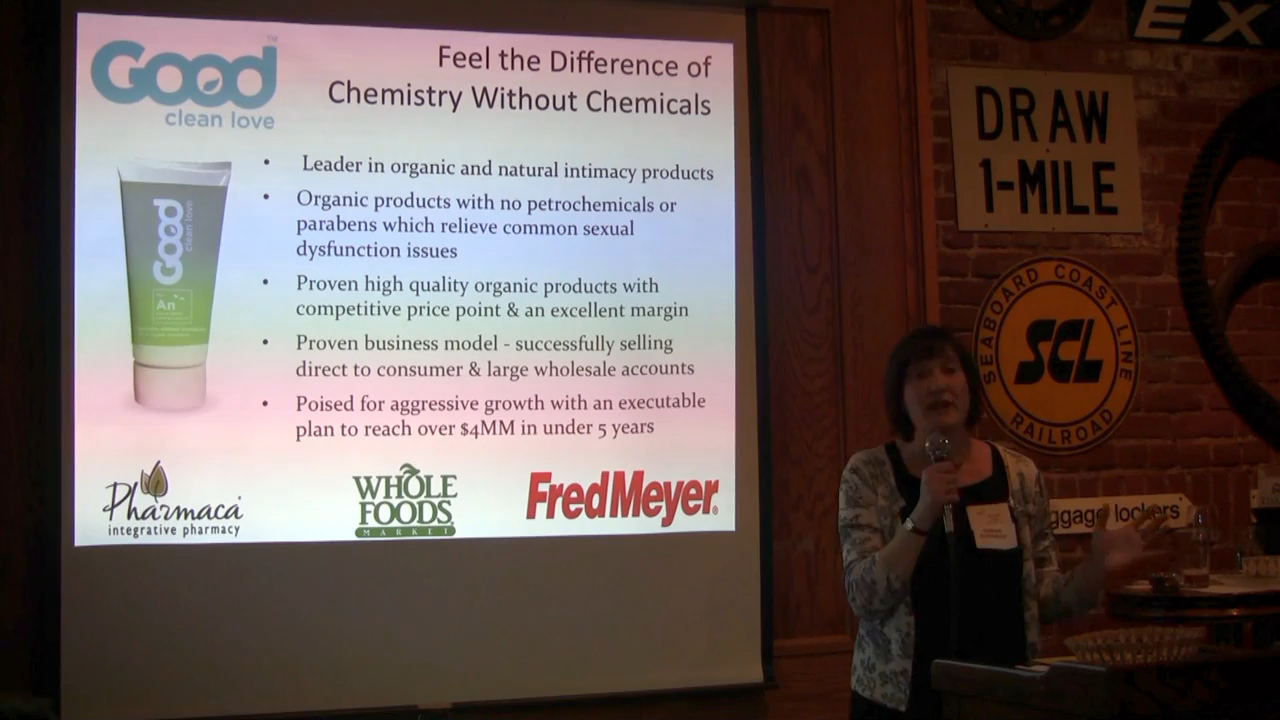 Good
TM
clean love
Feel the Difference of
Chemistry Without Chemicals
• Leader in organic and natural intimacy products
• Organic products with no petrochemicals or
parabens which relieve common sexual
dysfunction issues
• Proven high quality organic products with
competitive price point & an excellent margin
• Proven business model - successfully selling
direct to consumer & large wholesale accounts
• Poised for aggressive growth with an executable
plan to reach over $4MM in under 5 years
Good
clean love
An
Pharmaca
integrative pharmacy
WHOLE
FOODS
MARKET
FredMeyer®
EX
DRAW
1-MILE
SEABOARD COAST LINE
SCL
RAILROAD
ggage lockers